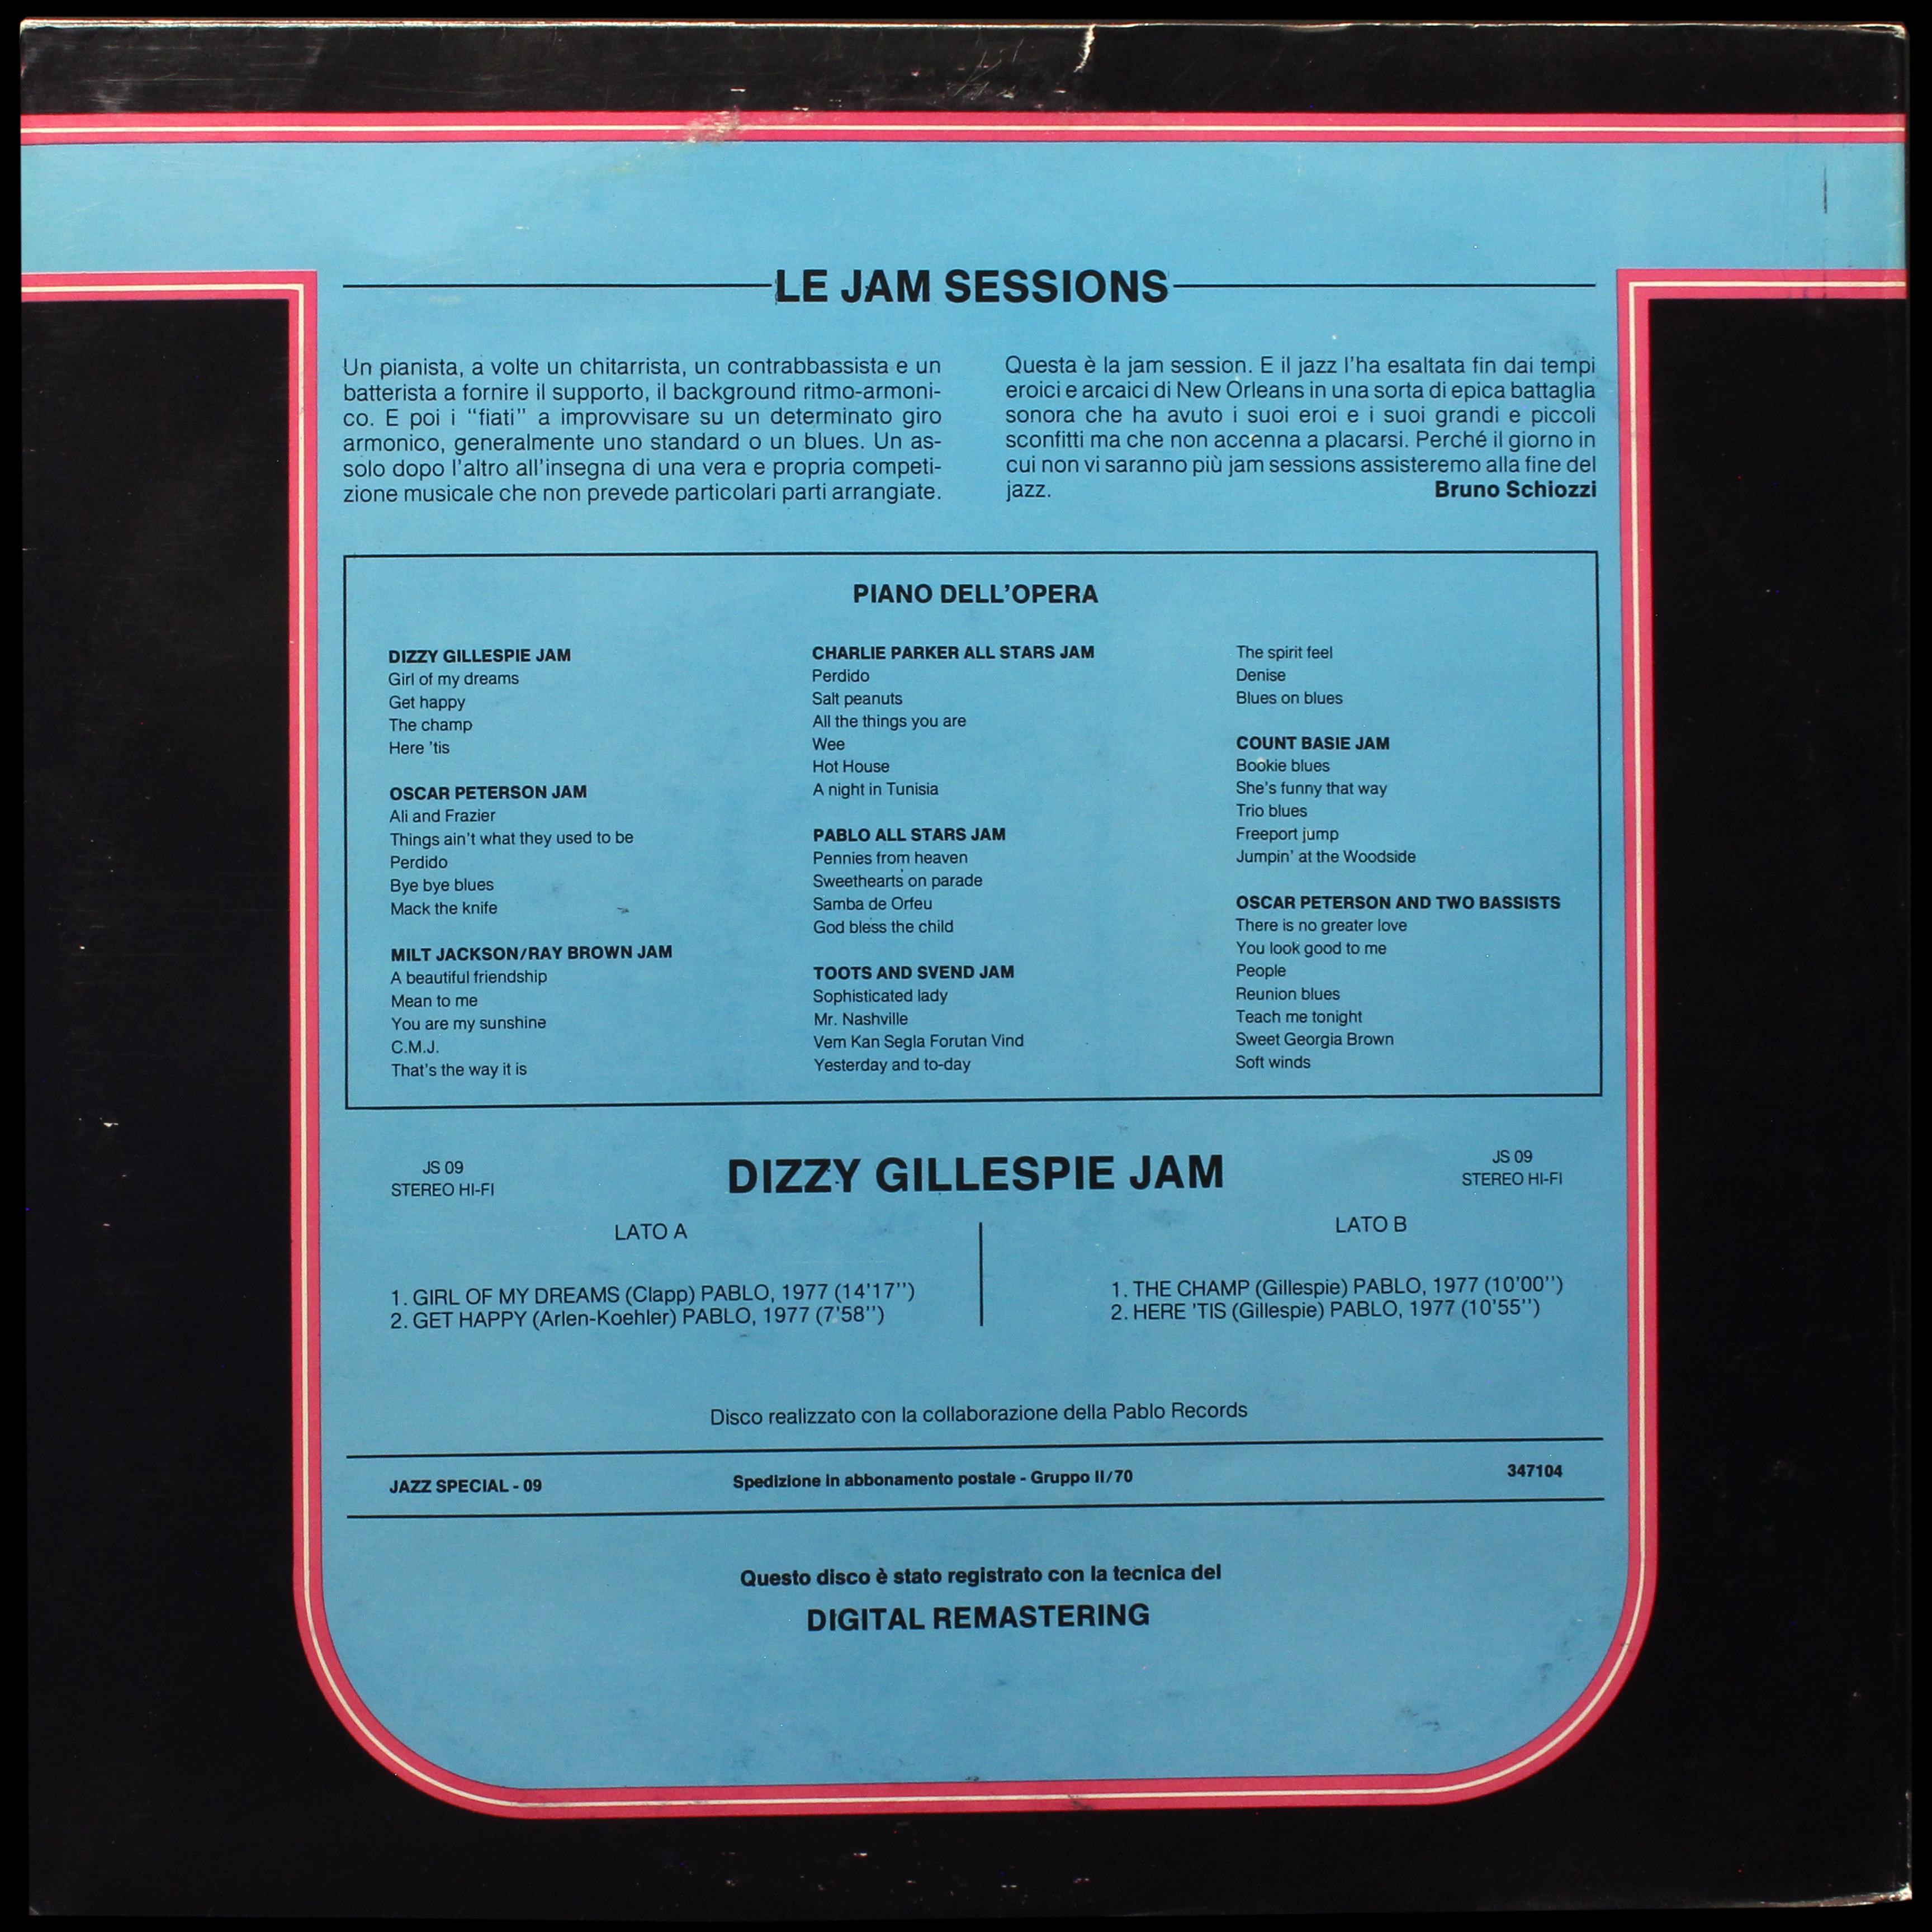 LE JAM SESSIONS
Un pianista, a volte un chitarrista, un contrabbassista e un
batterista a fornire il supporto, il background ritmo-armoni-
co. E poi i “fiati” a improvvisare su un determinato giro
armonico, generalmente uno standard o un blues. Un as-
solo dopo l'altro all'insegna di una vera e propria competi-
zione musicale che non prevede particolari parti arrangiate.
Questa è la jam session. E il jazz l'ha esaltata fin dai tempi
eroici e arcaici di New Orleans in una sorta di epica battaglia
sonora che ha avuto i suoi eroi e i suoi grandi e piccoli
sconfitti ma che non accenna a placarsi. Perché il giorno in
cui non vi saranno più jam sessions assisteremo alla fine del
jazz. Bruno Schiozzi
PIANO DELL'OPERA
DIZZY GILLESPIE JAM
Girl of my dreams
Get happy
The champ
Here 'tis
OSCAR PETERSON JAM
Ali and Frazier
Things ain't what they used to be
Perdido
Bye bye blues
Mack the knife
MILT JACKSON/RAY BROWN JAM
A beautiful friendship
Mean to me
You are my sunshine
C.M.J.
That's the way it is
CHARLIE PARKER ALL STARS JAM
Perdido
Salt peanuts
All the things you are
Wee
Hot House
A night in Tunisia
PABLO ALL STARS JAM
Pennies from heaven
Sweethearts on parade
Samba de Orfeu
God bless the child
TOOTS AND SVEND JAM
Sophisticated lady
Mr. Nashville
Vem Kan Segla Forutan Vind
Yesterday and to-day
The spirit feel
Denise
Blues on blues
COUNT BASIE JAM
Bookie blues
She's funny that way
Trio blues
Freeport jump
Jumpin' at the Woodside
OSCAR PETERSON AND TWO BASSISTS
There is no greater love
You look good to me
People
Reunion blues
Teach me tonight
Sweet Georgia Brown
Soft winds
JS 09
STEREO HI-FI
DIZZY GILLESPIE JAM
JS 09
STEREO HI-FI
LATO A
1. GIRL OF MY DREAMS (Clapp) PABLO, 1977 (14'17'')
2. GET HAPPY (Arlen-Koehler) PABLO, 1977 (7'58'')
LATO B
1. THE CHAMP (Gillespie) PABLO, 1977 (10'00'')
2. HERE 'TIS (Gillespie) PABLO, 1977 (10'55'')
Disco realizzato con la collaborazione della Pablo Records
JAZZ SPECIAL - 09 Spedizione in abbonamento postale - Gruppo II/70 347104
Questo disco è stato registrato con la tecnica del
DIGITAL REMASTERING